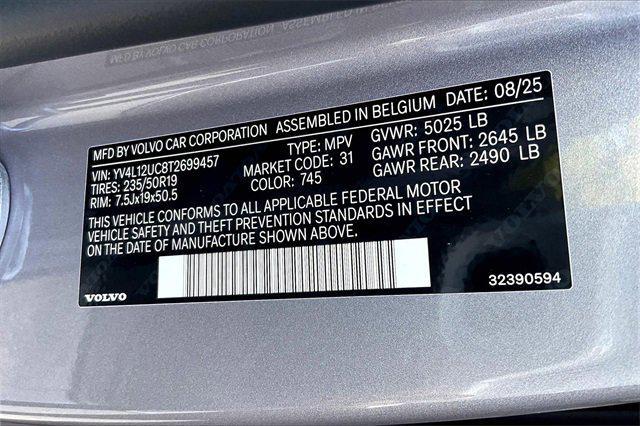 MFD BY VOLVO CAR CORPORATION ASSEMBLED IN BELGIUM DATE: 08/25
VIN: YV4L12UC8T2699457 TYPE: MPV GVWR: 5025 LB
TIRES: 235/50R19 MARKET CODE: 31 GAWR FRONT: 2645 LB
RIM: 7.5Jx19x50.5 COLOR: 745 GAWR REAR: 2490 LB
THIS VEHICLE CONFORMS TO ALL APPLICABLE FEDERAL MOTOR
VEHICLE SAFETY AND THEFT PREVENTION STANDARDS IN EFFECT
ON THE DATE OF MANUFACTURE SHOWN ABOVE.
VOLVO 32390594